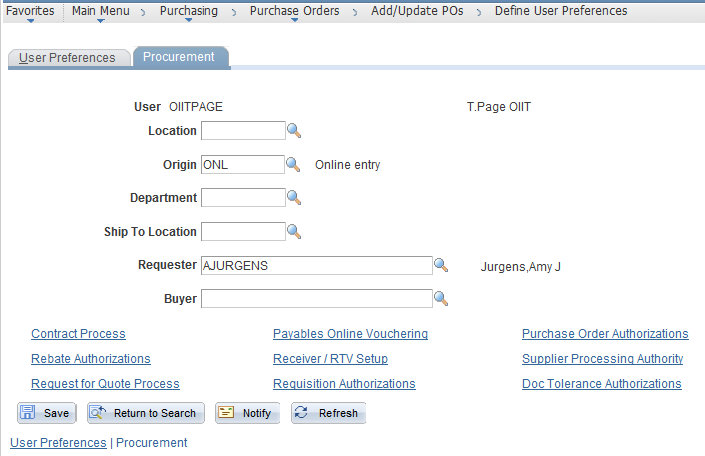 Favorites Main Menu > Purchasing > Purchase Orders > Add/Update POs > Define User Preferences
User Preferences Procurement
User OIITPAGE T.Page OIIT
Location
Origin ONL Online entry
Department
Ship To Location
Requester AJURGENS Jurgens,Amy J
Buyer
Contract Process Payables Online Vouchering Purchase Order Authorizations
Rebate Authorizations Receiver / RTV Setup Supplier Processing Authority
Request for Quote Process Requisition Authorizations Doc Tolerance Authorizations
Save Return to Search Notify Refresh
User Preferences | Procurement